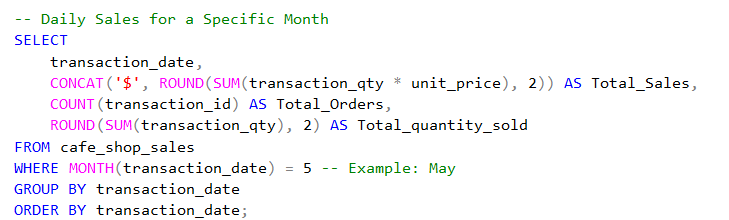 -- Daily Sales for a Specific Month
SELECT
    transaction_date,
    CONCAT('$', ROUND(SUM(transaction_qty * unit_price), 2)) AS Total_Sales,
    COUNT(transaction_id) AS Total_Orders,
    ROUND(SUM(transaction_qty), 2) AS Total_quantity_sold
FROM cafe_shop_sales
WHERE MONTH(transaction_date) = 5 -- Example: May
GROUP BY transaction_date
ORDER BY transaction_date;